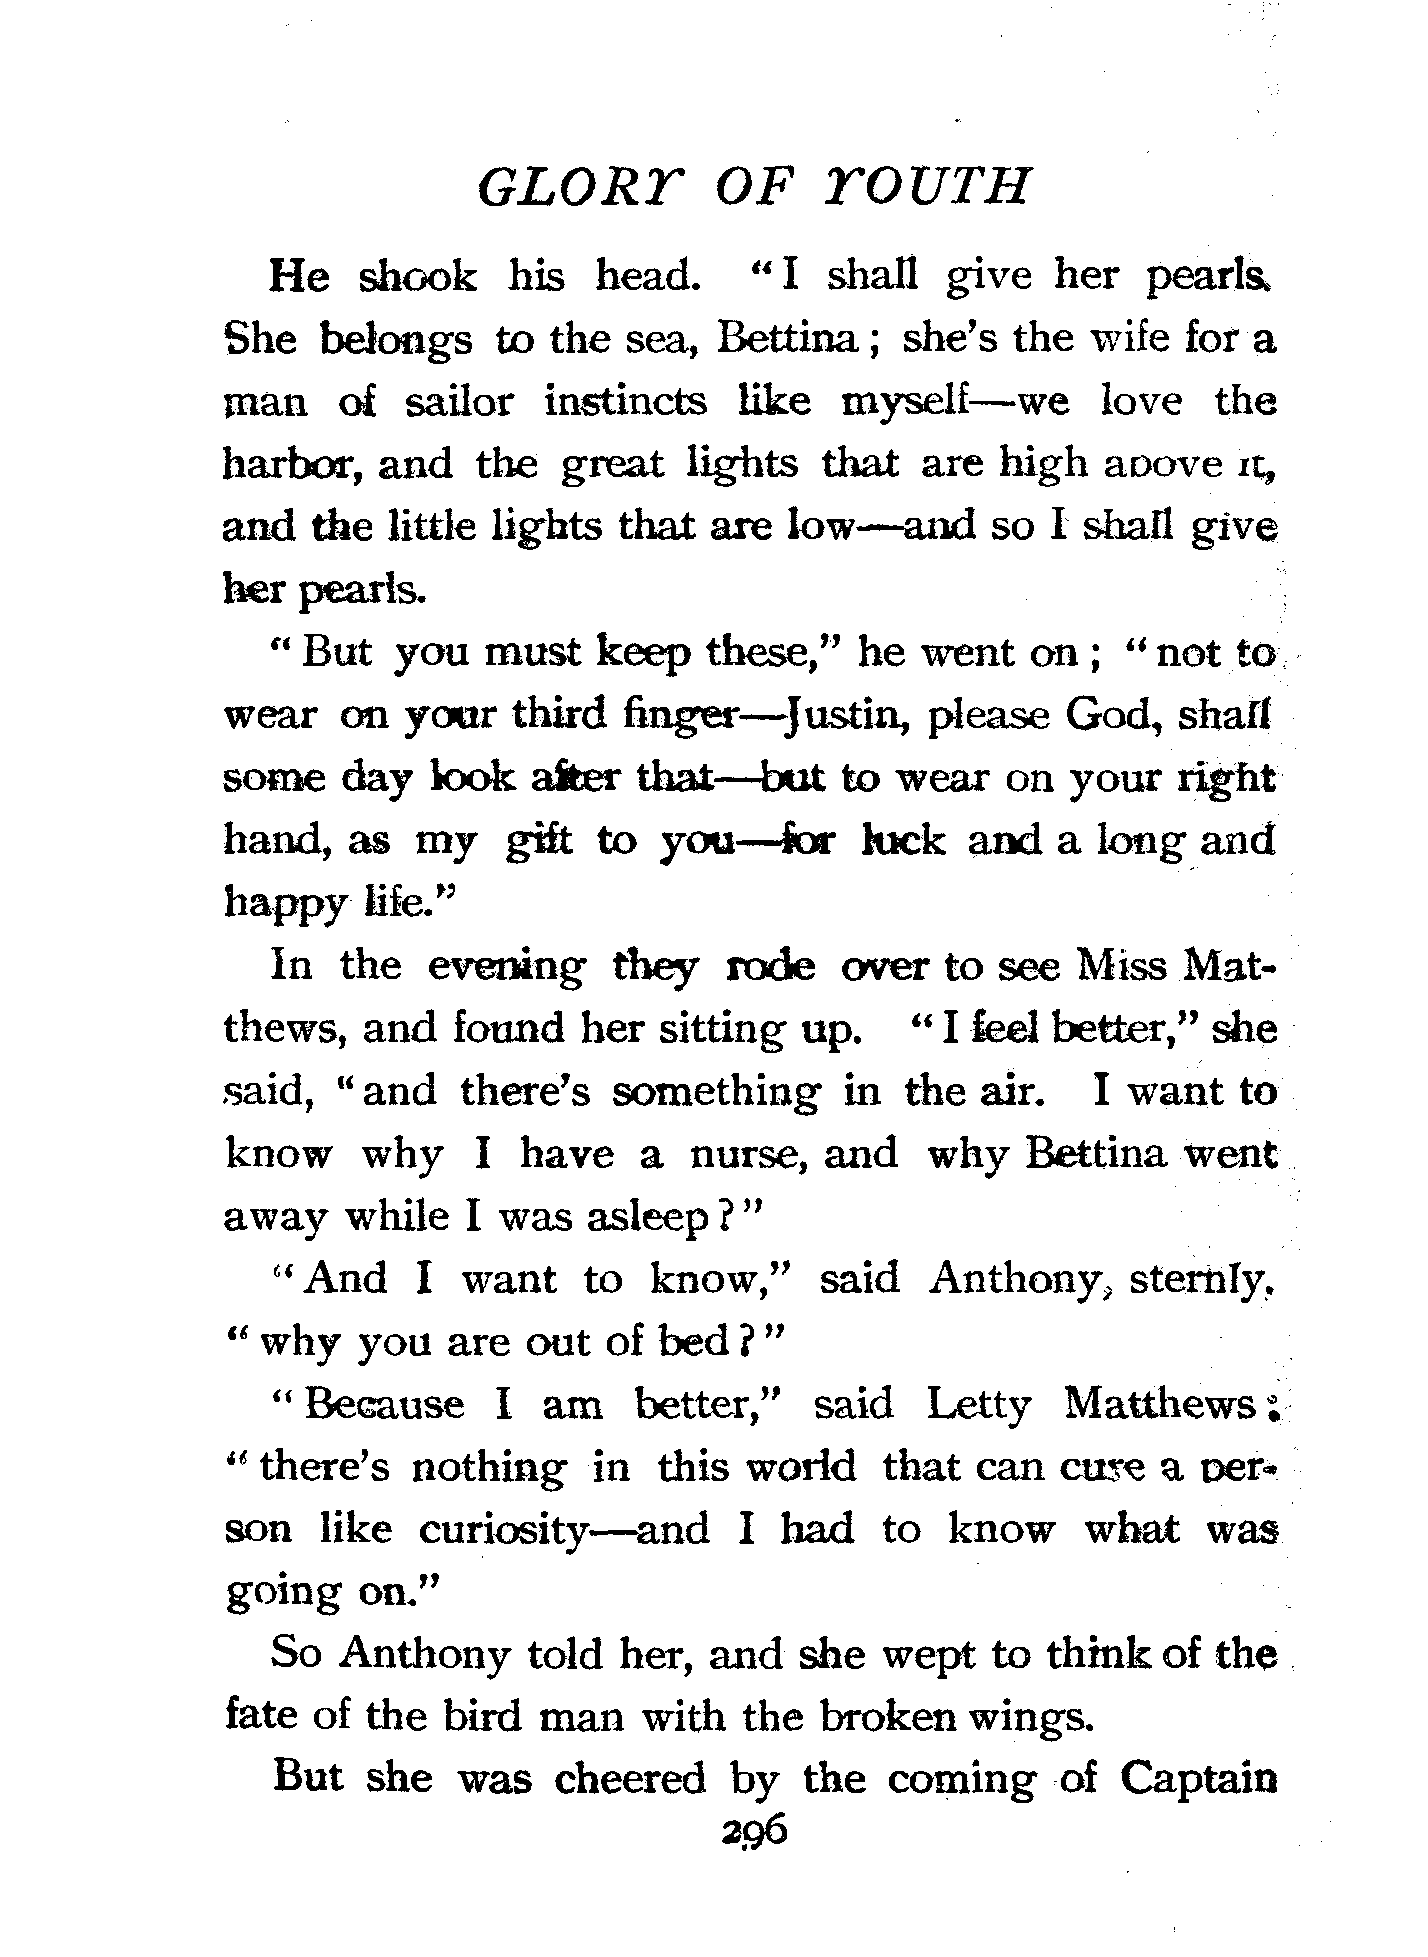 GLORY OF YOUTH
He shook his head. "I shall give her pearls.
She belongs to the sea, Bettina; she's the wife for a
man of sailor instincts like myself—we love the
harbor, and the great lights that are high above it,
and the little lights that are low—and so I shall give
her pearls.
"But you must keep these," he went on; "not to
wear on your third finger—Justin, please God, shall
some day look after that—but to wear on your right
hand, as my gift to you—for luck and a long and
happy life."
In the evening they rode over to see Miss Mat-
thews, and found her sitting up. "I feel better," she
said, "and there's something in the air. I want to
know why I have a nurse, and why Bettina went
away while I was asleep?"
"And I want to know," said Anthony, sternly,
"why you are out of bed?"
"Because I am better," said Letty Matthews;
"there's nothing in this world that can cure a per-
son like curiosity—and I had to know what was
going on."
So Anthony told her, and she wept to think of the
fate of the bird man with the broken wings.
But she was cheered by the coming of Captain
296